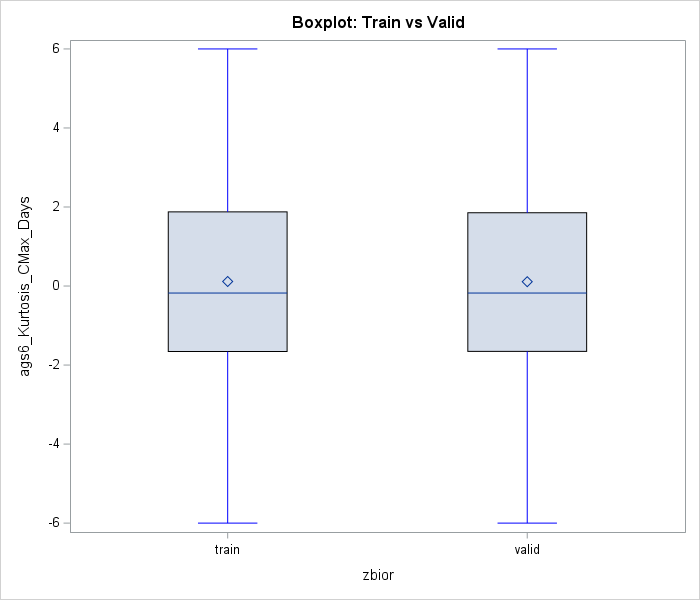 Boxplot: Train vs Valid
ags6_Kurtosis_CMax_Days
6
4
2
0
-2
-4
-6
train valid
zbior